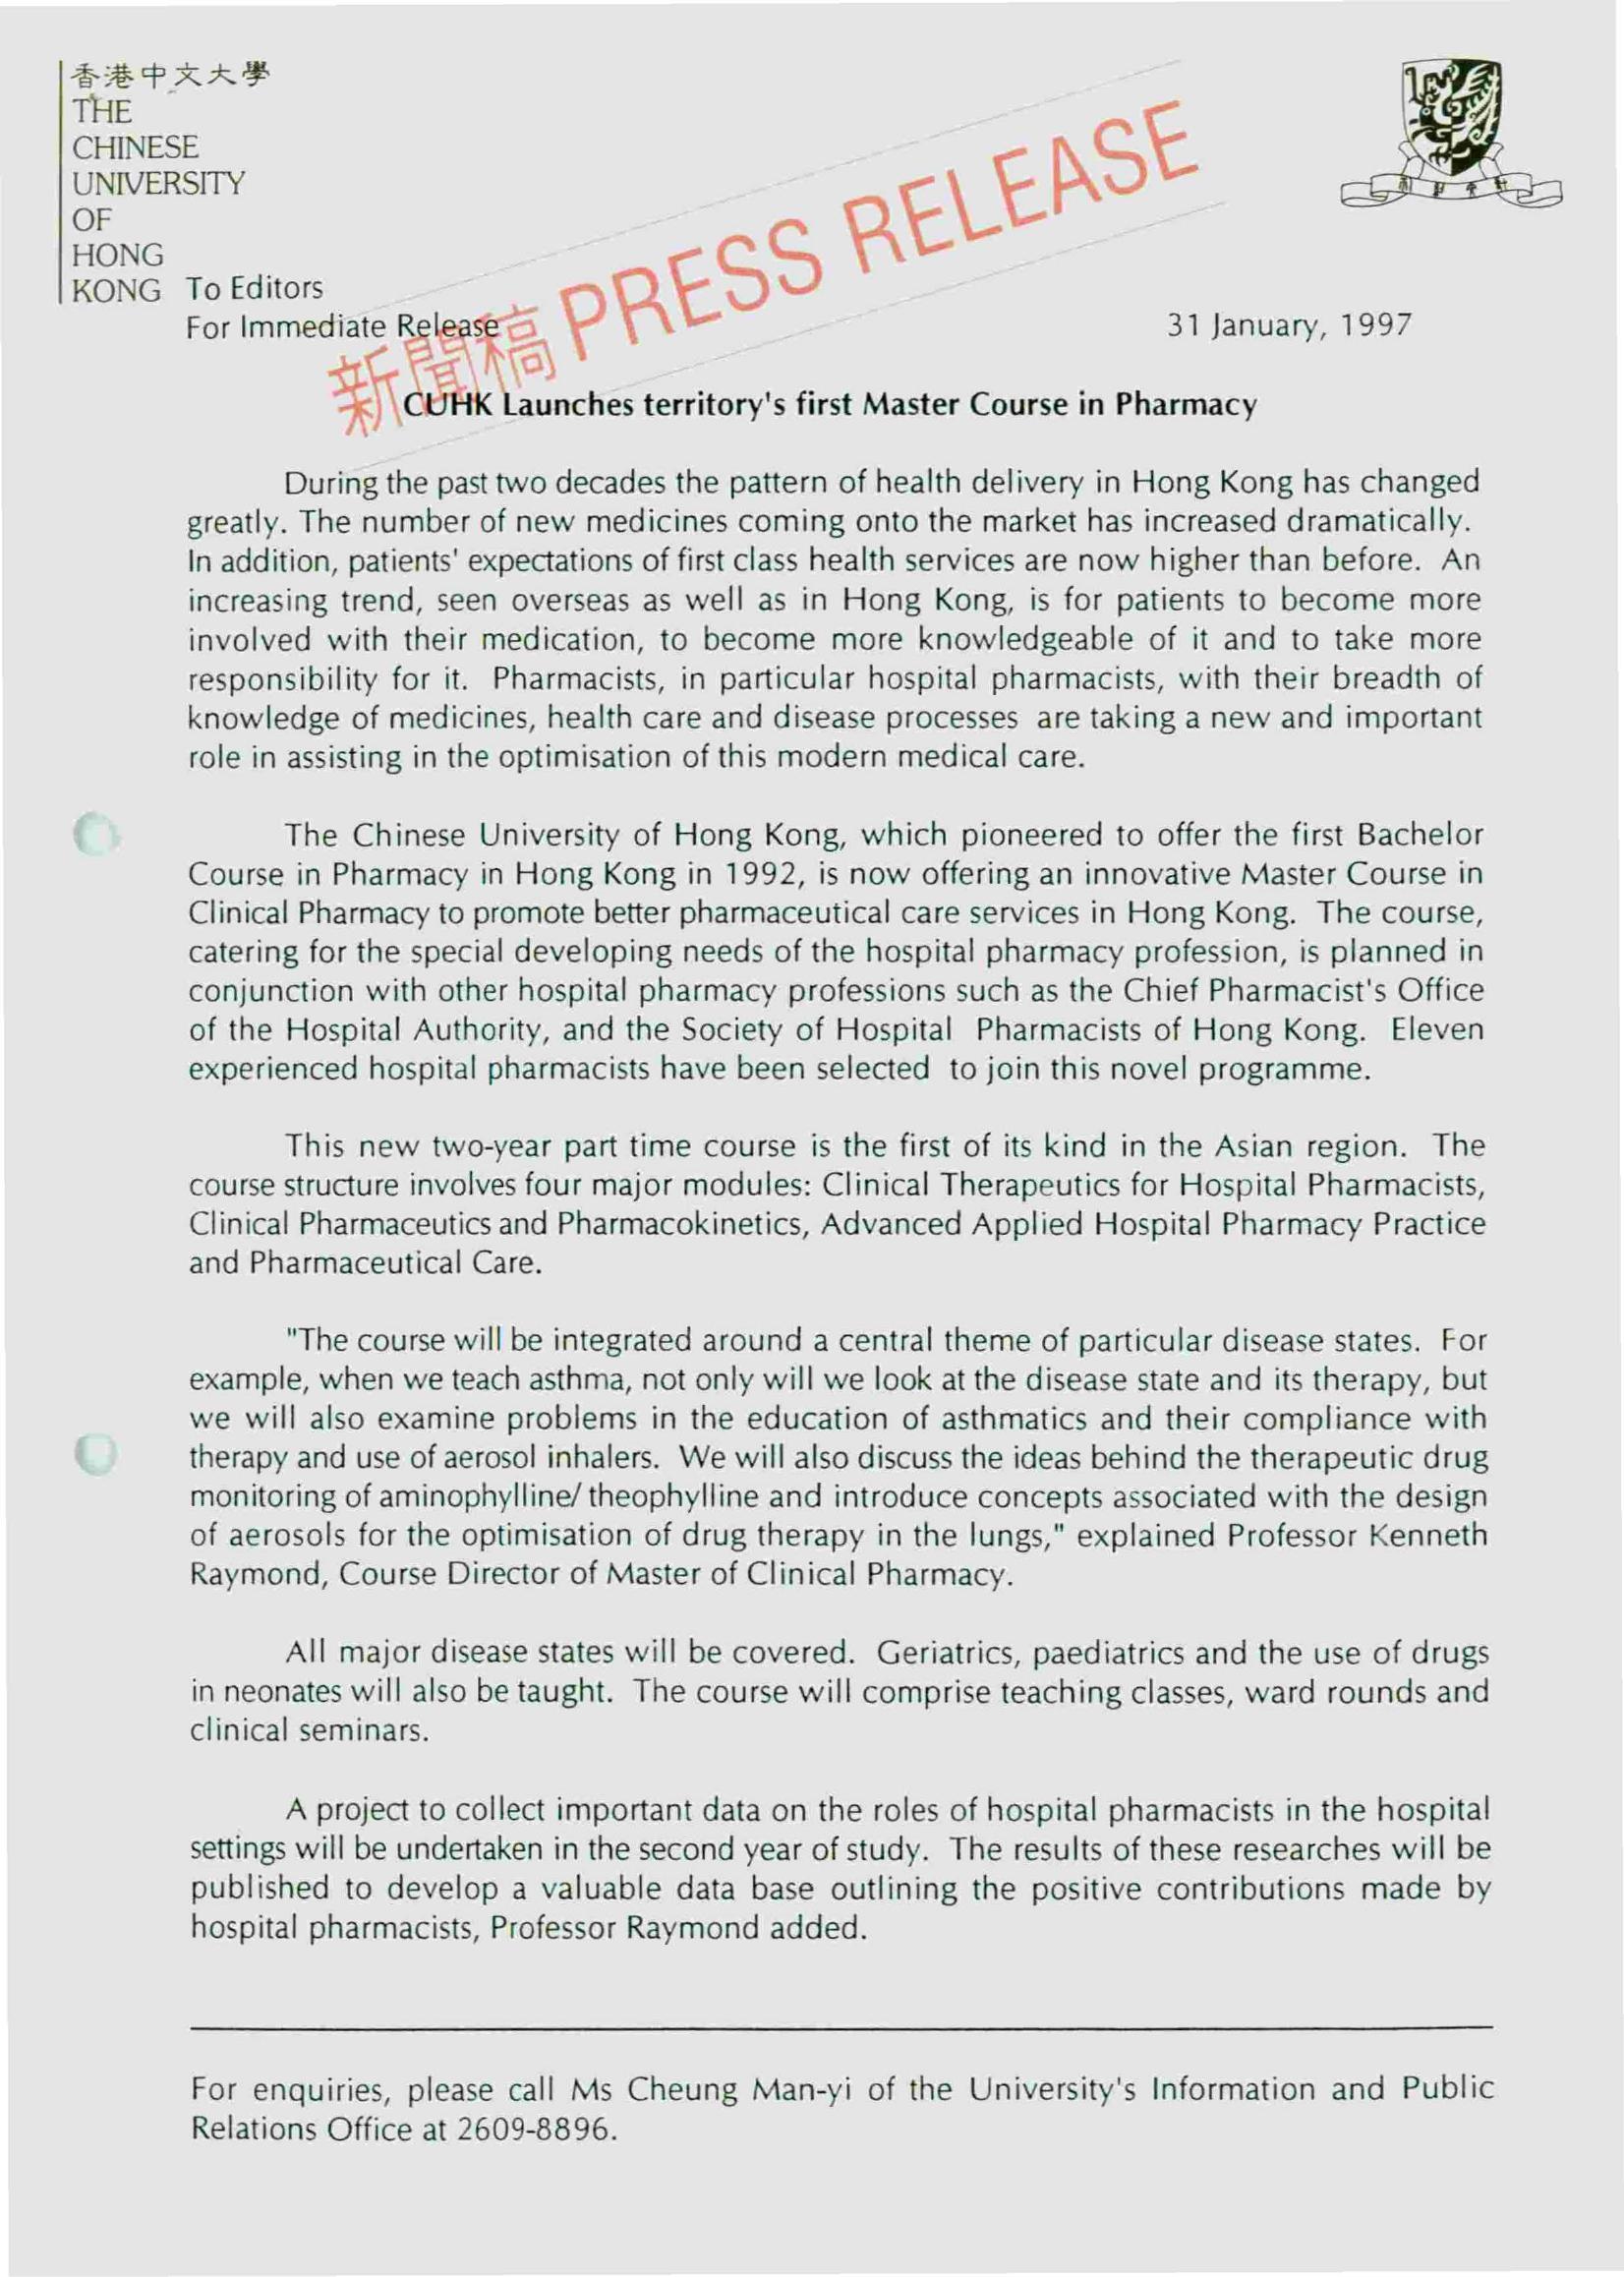 香港中文大學
THE
CHINESE
UNIVERSITY
OF
HONG
KONG
To Editors
For Immediate Release
31 January, 1997
新聞稿 PRESS RELEASE
CUHK Launches territory's first Master Course in Pharmacy
During the past two decades the pattern of health delivery in Hong Kong has changed
greatly. The number of new medicines coming onto the market has increased dramatically.
In addition, patients' expectations of first class health services are now higher than before. An
increasing trend, seen overseas as well as in Hong Kong, is for patients to become more
involved with their medication, to become more knowledgeable of it and to take more
responsibility for it. Pharmacists, in particular hospital pharmacists, with their breadth of
knowledge of medicines, health care and disease processes are taking a new and important
role in assisting in the optimisation of this modern medical care.
The Chinese University of Hong Kong, which pioneered to offer the first Bachelor
Course in Pharmacy in Hong Kong in 1992, is now offering an innovative Master Course in
Clinical Pharmacy to promote better pharmaceutical care services in Hong Kong. The course,
catering for the special developing needs of the hospital pharmacy profession, is planned in
conjunction with other hospital pharmacy professions such as the Chief Pharmacist's Office
of the Hospital Authority, and the Society of Hospital Pharmacists of Hong Kong. Eleven
experienced hospital pharmacists have been selected to join this novel programme.
This new two-year part time course is the first of its kind in the Asian region. The
course structure involves four major modules: Clinical Therapeutics for Hospital Pharmacists,
Clinical Pharmaceutics and Pharmacokinetics, Advanced Applied Hospital Pharmacy Practice
and Pharmaceutical Care.
"The course will be integrated around a central theme of particular disease states. For
example, when we teach asthma, not only will we look at the disease state and its therapy, but
we will also examine problems in the education of asthmatics and their compliance with
therapy and use of aerosol inhalers. We will also discuss the ideas behind the therapeutic drug
monitoring of aminophylline/ theophylline and introduce concepts associated with the design
of aerosols for the optimisation of drug therapy in the lungs," explained Professor Kenneth
Raymond, Course Director of Master of Clinical Pharmacy.
All major disease states will be covered. Geriatrics, paediatrics and the use of drugs
in neonates will also be taught. The course will comprise teaching classes, ward rounds and
clinical seminars.
A project to collect important data on the roles of hospital pharmacists in the hospital
settings will be undertaken in the second year of study. The results of these researches will be
published to develop a valuable data base outlining the positive contributions made by
hospital pharmacists, Professor Raymond added.
For enquiries, please call Ms Cheung Man-yi of the University's Information and Public
Relations Office at 2609-8896.